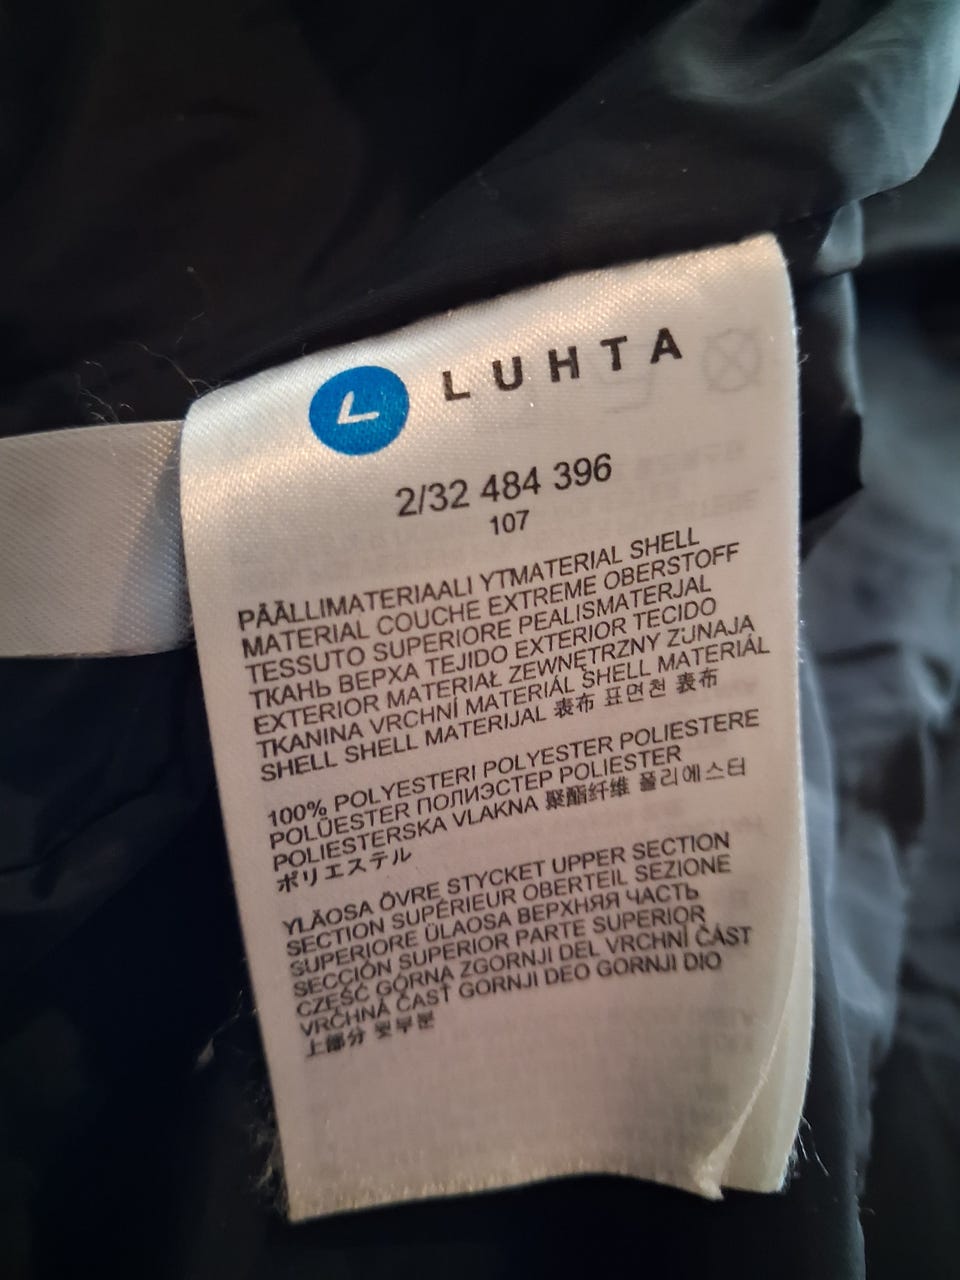 LUHTA
2/32 484 396
107
PÄÄLLIMATERIAALI YTMATERIAL SHELL
MATERIAL COUCHE EXTREME OBERSTOFF
TESSUTO SUPERIORE PEALISMATERJAL
ТКАНЬ ВЕРХА TEJIDO EXTERIOR TECIDO
EXTERIOR MATERIAŁ ZEWNĘTRZNY ZUNAJA
TKANINA VRCHNÍ MATERIÁL SHELL MATERIÁL
SHELL SHELL MATERIJAL 表布 표면천 表布
100% POLYESTERI POLYESTER POLIESTERE
POLÜESTER ПОЛИЭСТЕР POLIESTER
POLIESTERSKA VLAKNA 聚酯纤维 폴리에스터
ポリエステル
YLÄOSA ÖVRE STYCKET UPPER SECTION
SECTION SUPÉRIEUR OBERTEIL SEZIONE
SUPERIORE ÜLAOSA ВЕРХНЯЯ ЧАСТЬ
SECCIÓN SUPERIOR PARTE SUPERIOR
CZĘŚĆ GÓRNA ZGORNJI DEL VRCHNÍ ČÁST
VRCHNÁ ČASŤ GORNJI DEO GORNJI DIO
上部分 윗부분